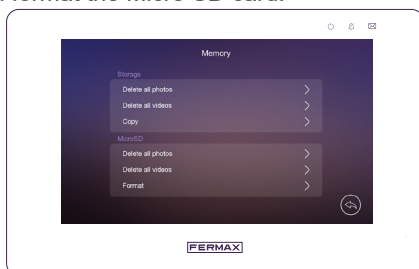 Format the Micro SD card.
Memory
Storage
Delete all photos
Delete all videos
Copy
MicroSD
Delete all photos
Delete all videos
Format
FERMAX